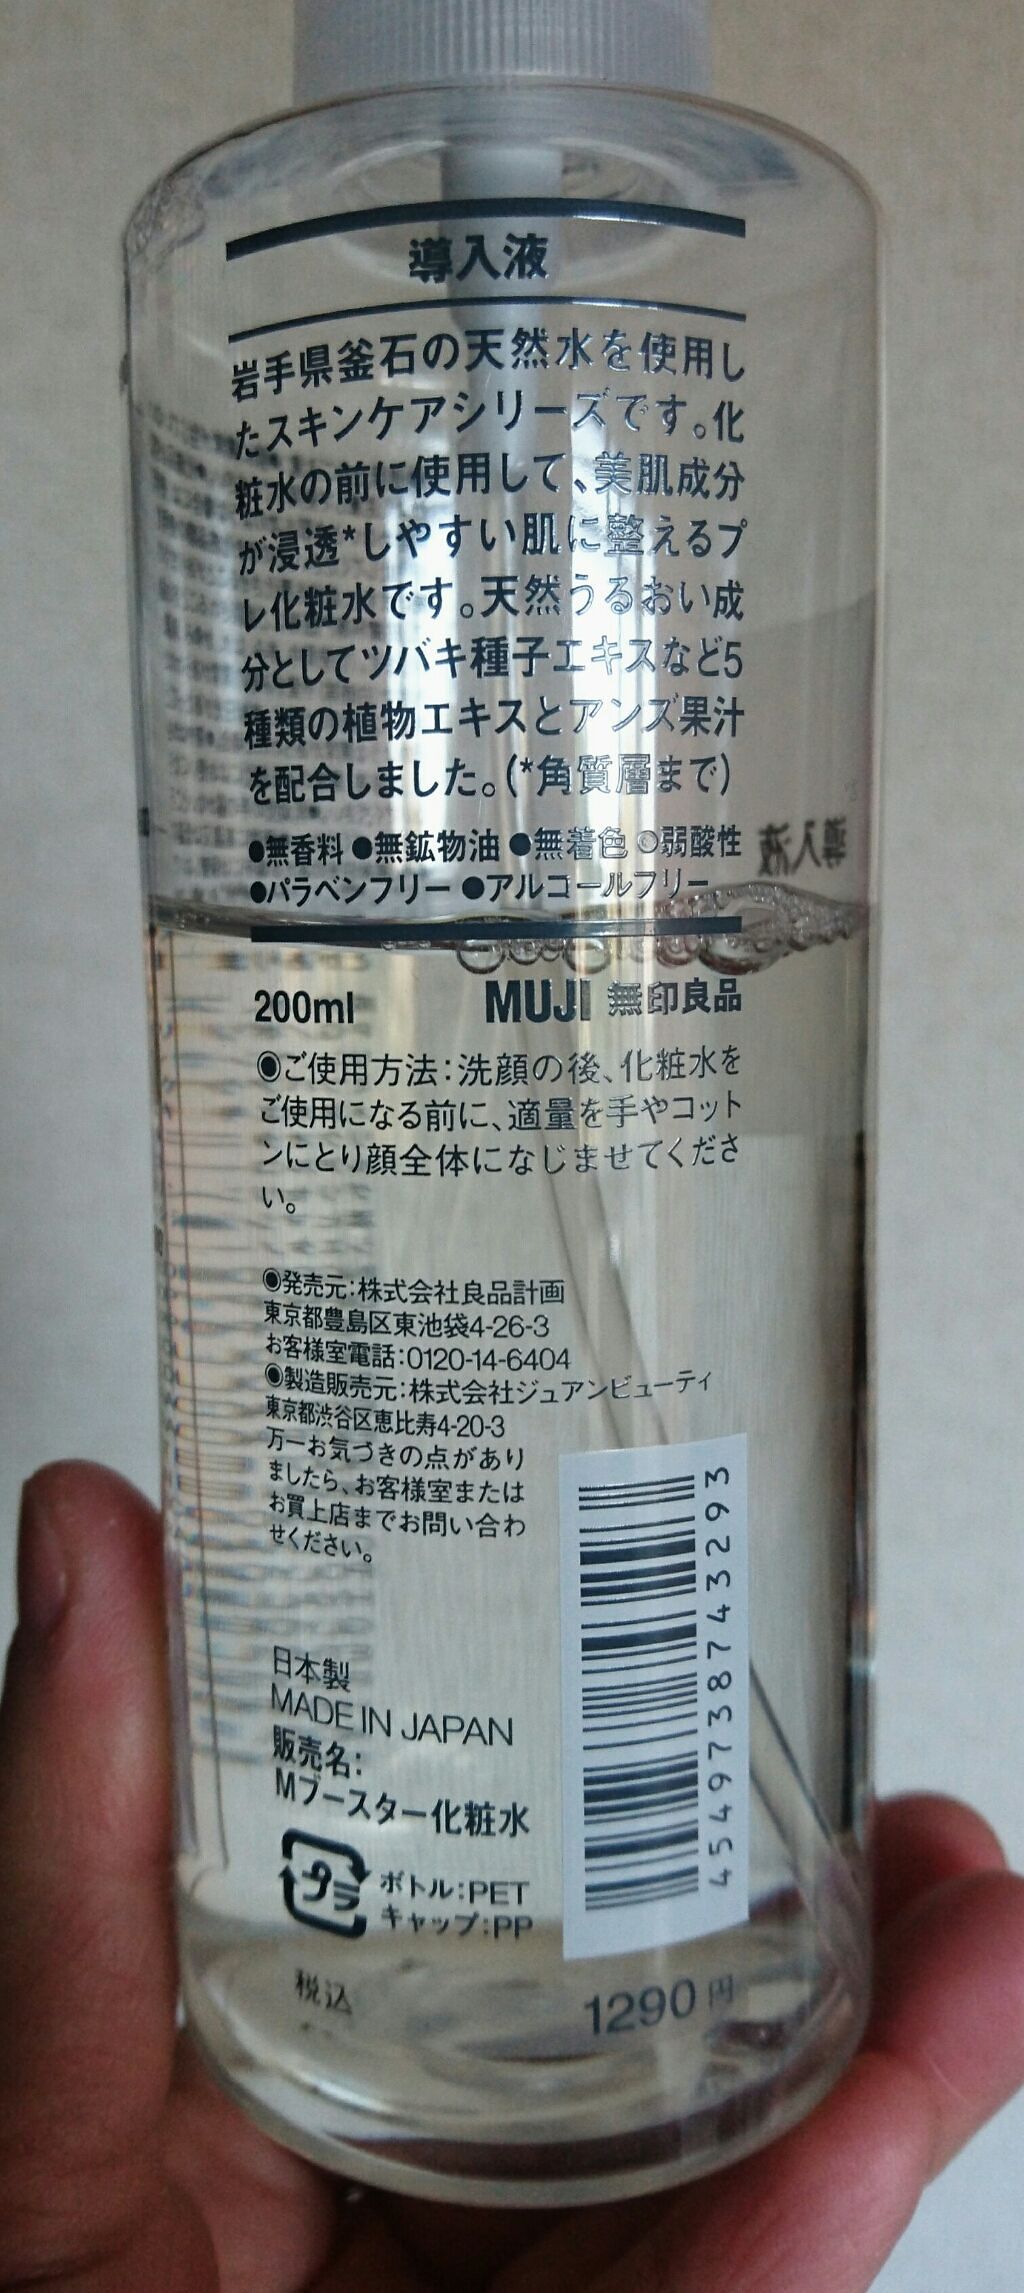 導入液
岩手県釜石の天然水を使用し
たスキンケアシリーズです。化
粧水の前に使用して、美肌成分
が浸透*しやすい肌に整えるプ
レ化粧水です。天然うるおい成
分としてツバキ種子エキスなど5
種類の植物エキスとアンズ果汁
を配合しました。(*角質層まで)
●無香料 ●無鉱物油 ●無着色 ●弱酸性
●パラベンフリー ●アルコールフリー
200ml MUJI 無印良品
◉ご使用方法：洗顔の後、化粧水を
ご使用になる前に、適量を手やコット
ンにとり顔全体になじませてくださ
い。
◉発売元：株式会社良品計画
東京都豊島区東池袋4-26-3
お客様室電話：0120-14-6404
◉製造販売元：株式会社ジュアンビューティ
東京都渋谷区恵比寿4-20-3
万一お気づきの点があり
ましたら、お客様室または
お買上店までお問い合わ
せください。
日本製
MADE IN JAPAN
販売名：
Mブースター化粧水
プラ
ボトル：PET
キャップ：PP
4549738743293
税込 1290円